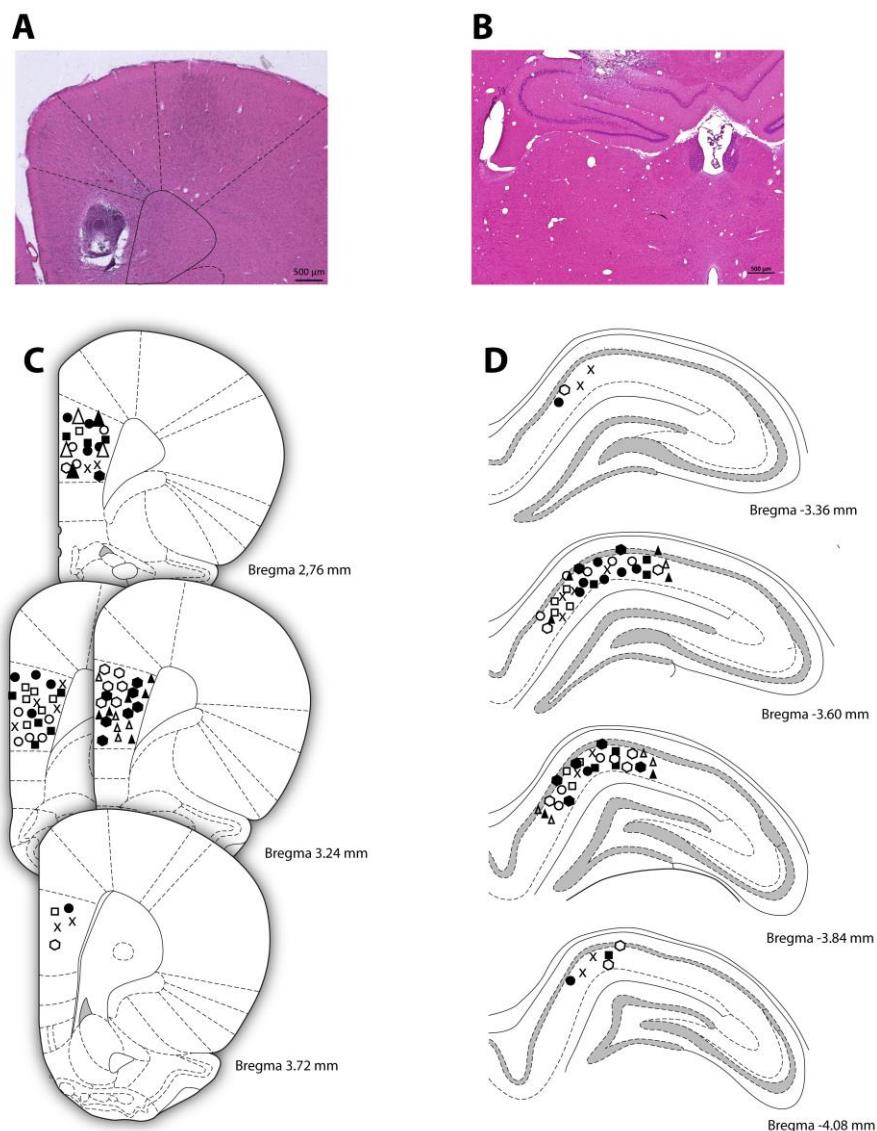 A
B
500 µm
500 µm
C
D
Bregma -3.36 mm
Bregma 2,76 mm
Bregma -3.60 mm
Bregma 3.24 mm
Bregma -3.84 mm
Bregma 3.72 mm
Bregma -4.08 mm